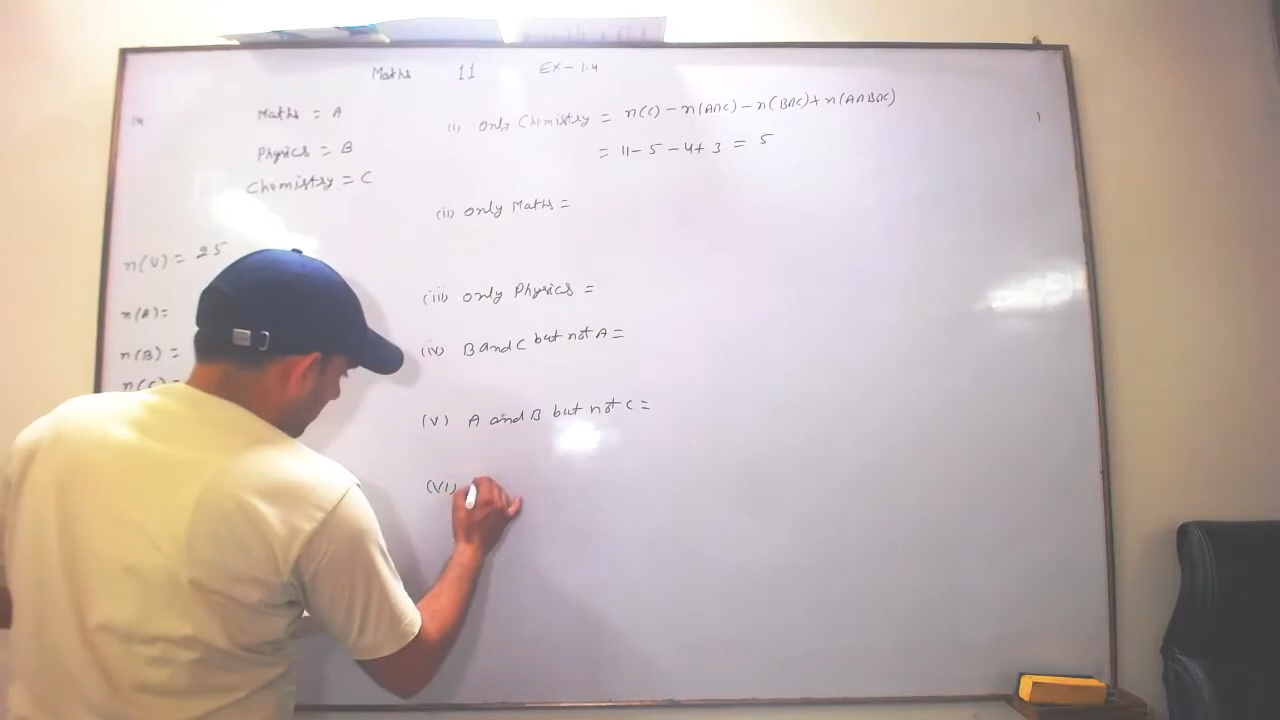 Maths 11 Ex - 1.4
Maths = A
Physics = B
Chemistry = C
n(U) = 25
n(A) =
n(B) =
n(C) =
(i) Only Chemistry = n(C) - n(A∩C) - n(B∩C) + n(A∩B∩C)
= 11 - 5 - 4 + 3 = 5
(ii) Only Maths =
(iii) Only Physics =
(iv) B and C but not A =
(V) A and B but not C =
(VI)